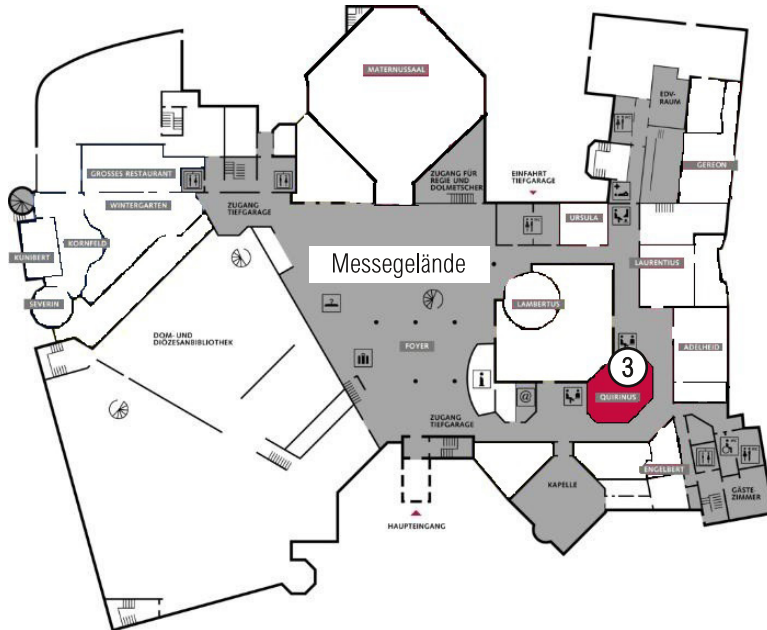 MATERNUSSAAL
EDV-
RAUM
GEREON
GROSSES RESTAURANT
ZUGANG FÜR
REGIE UND
DOLMETSCHER
EINFAHRT
TIEFGARAGE
WINTERGARTEN
ZUGANG
TIEFGARAGE
URSULA
KORNFELD
KUNIBERT
Messegelände
LAURENTIUS
SEVERIN
LAMBERTUS
DOM- UND
DIÖZESANBIBLIOTHEK
FOYER
ADELHEID
3
i
@
QUIRINUS
ZUGANG
TIEFGARAGE
ENGELBERT
KAPELLE
GÄSTE
ZIMMER
HAUPTEINGANG